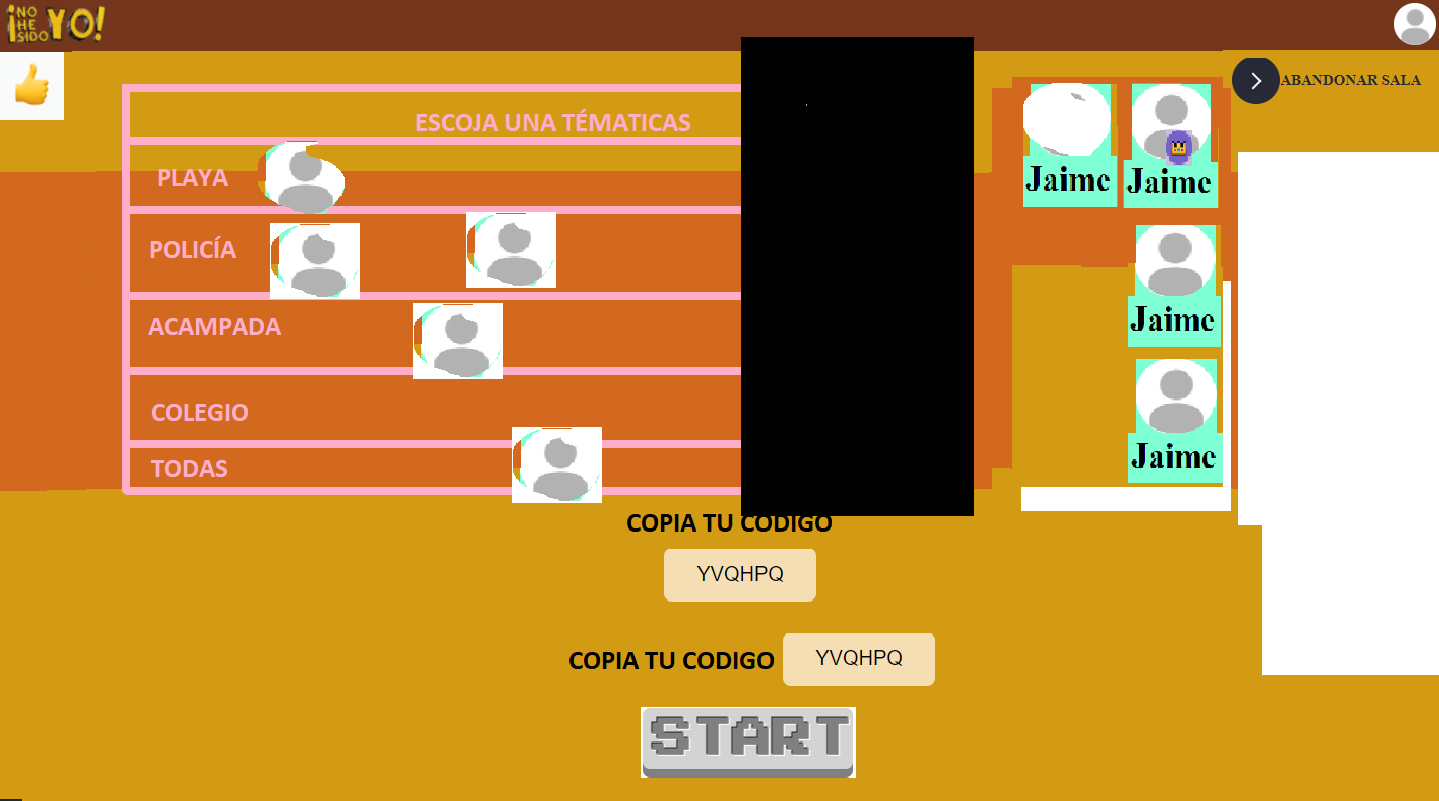 ¡NO HE SIDO YO!
ABANDONAR SALA
ESCOJA UNA TÉMATICAS
PLAYA
POLICÍA
ACAMPADA
COLEGIO
TODAS
Jaime
Jaime
Jaime
Jaime
COPIA TU CODIGO
YVQHPQ
COPIA TU CODIGO
YVQHPQ
START